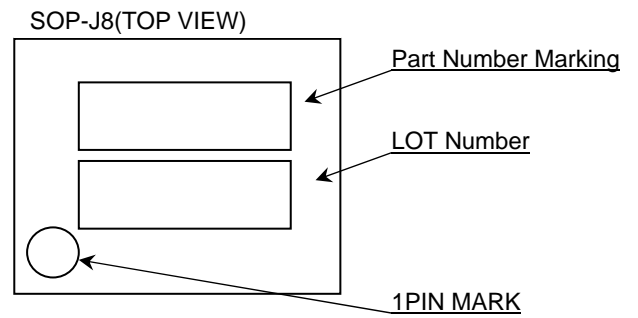 SOP-J8(TOP VIEW)
Part Number Marking
LOT Number
1PIN MARK